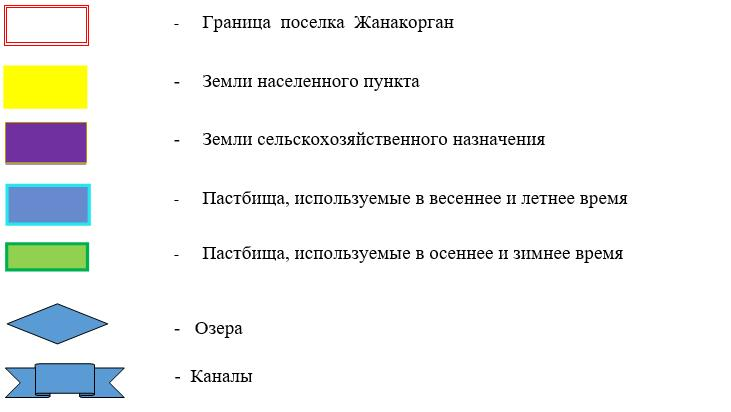 - Граница поселка Жанакорган
- Земли населенного пункта
- Земли сельскохозяйственного назначения
- Пастбища, используемые в весеннее и летнее время
- Пастбища, используемые в осеннее и зимнее время
- Озера
- Каналы